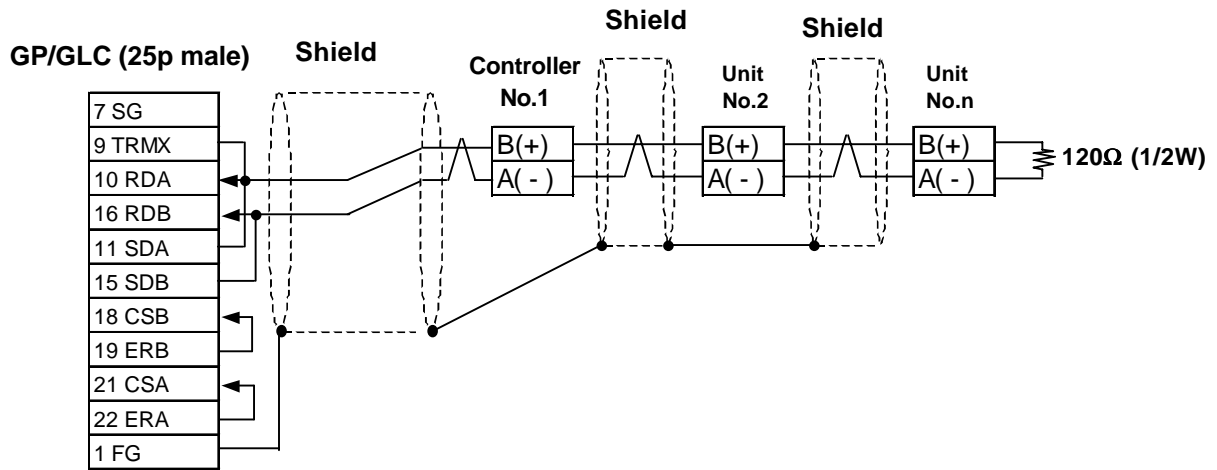 GP/GLC (25p male)
7 SG
9 TRMX
10 RDA
16 RDB
11 SDA
15 SDB
18 CSB
19 ERB
21 CSA
22 ERA
1 FG
Shield
Controller
No.1
B(+)
A( - )
Shield
Unit
No.2
B(+)
A( - )
Shield
Unit
No.n
B(+)
A( - )
120Ω (1/2W)